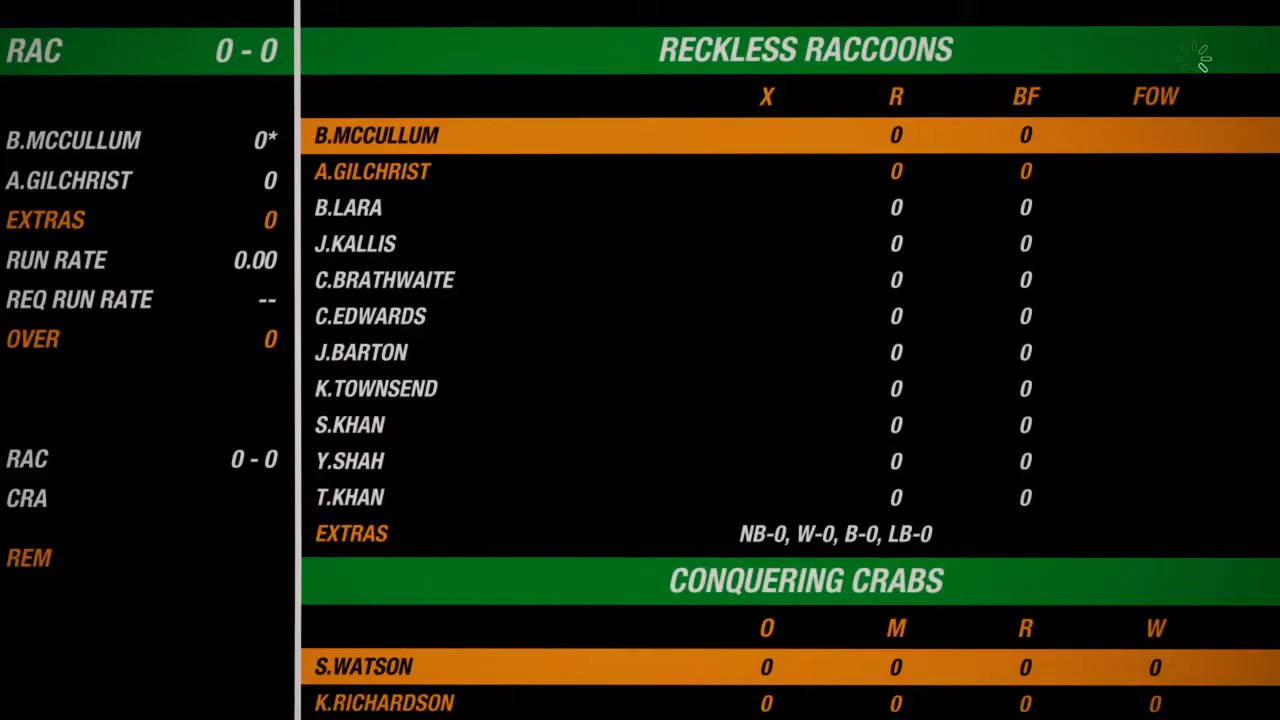 RAC 0 - 0
B.MCCULLUM 0*
A.GILCHRIST 0
EXTRAS 0
RUN RATE 0.00
REQ RUN RATE --
OVER 0
RAC 0 - 0
CRA
REM
RECKLESS RACCOONS
X R BF FOW
B.MCCULLUM 0 0
A.GILCHRIST 0 0
B.LARA 0 0
J.KALLIS 0 0
C.BRATHWAITE 0 0
C.EDWARDS 0 0
J.BARTON 0 0
K.TOWNSEND 0 0
S.KHAN 0 0
Y.SHAH 0 0
T.KHAN 0 0
EXTRAS NB-0, W-0, B-0, LB-0
CONQUERING CRABS
O M R W
S.WATSON 0 0 0 0
K.RICHARDSON 0 0 0 0